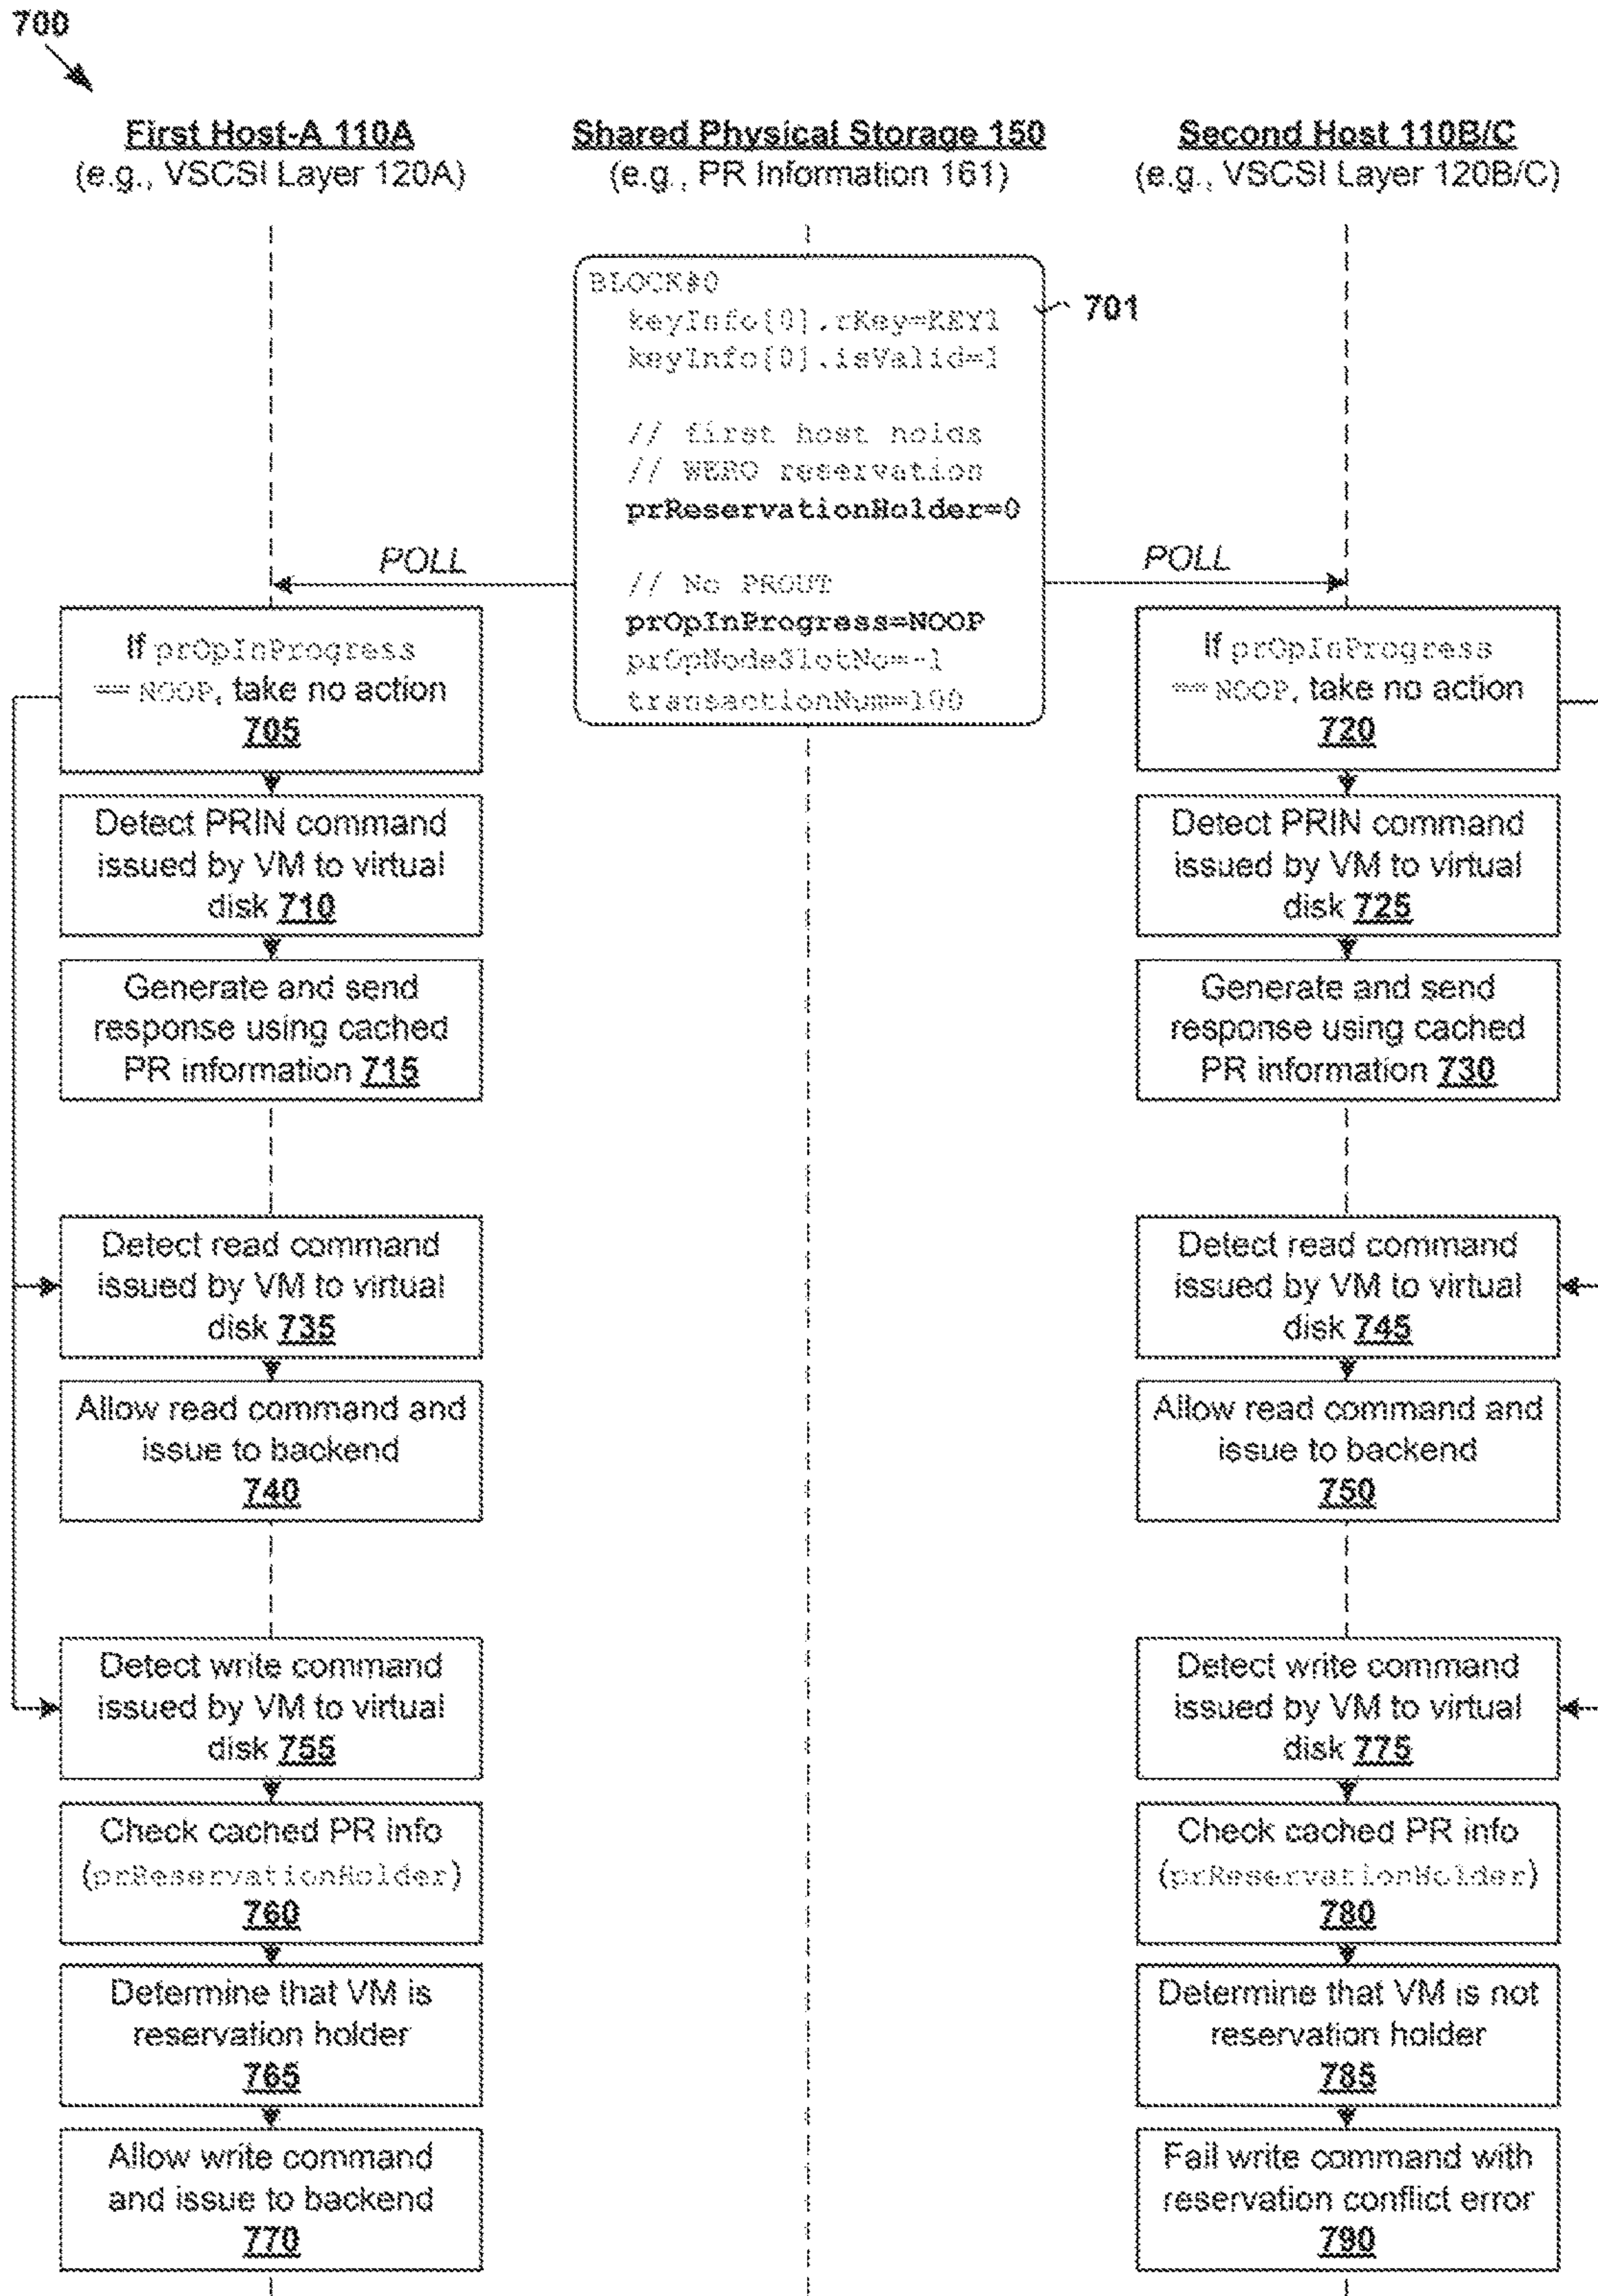 700
First Host-A 110A
(e.g., VSCSI Layer 120A)
Shared Physical Storage 150
(e.g., PR Information 161)
Second Host 110B/C
(e.g., VSCSI Layer 120B/C)
BLOCK#0
keyInfo[0].rKey=KEY1
keyInfo[0].isValid=1
// first host holds
// WERO reservation
prReservationHolder=0
// No PROUT
prOpInProgress=NOOP
prOpNodeSlotNo=-1
transactionNum=100
701
POLL
POLL
If prOpInProgress
== NOOP, take no action
705
Detect PRIN command
issued by VM to virtual
disk 710
Generate and send
response using cached
PR information 715
Detect read command
issued by VM to virtual
disk 735
Allow read command and
issue to backend
740
Detect write command
issued by VM to virtual
disk 755
Check cached PR info
(prReservationHolder)
760
Determine that VM is
reservation holder
765
Allow write command
and issue to backend
770
If prOpInProgress
== NOOP, take no action
720
Detect PRIN command
issued by VM to virtual
disk 725
Generate and send
response using cached
PR information 730
Detect read command
issued by VM to virtual
disk 745
Allow read command and
issue to backend
750
Detect write command
issued by VM to virtual
disk 775
Check cached PR info
(prReservationHolder)
780
Determine that VM is not
reservation holder
785
Fail write command with
reservation conflict error
790